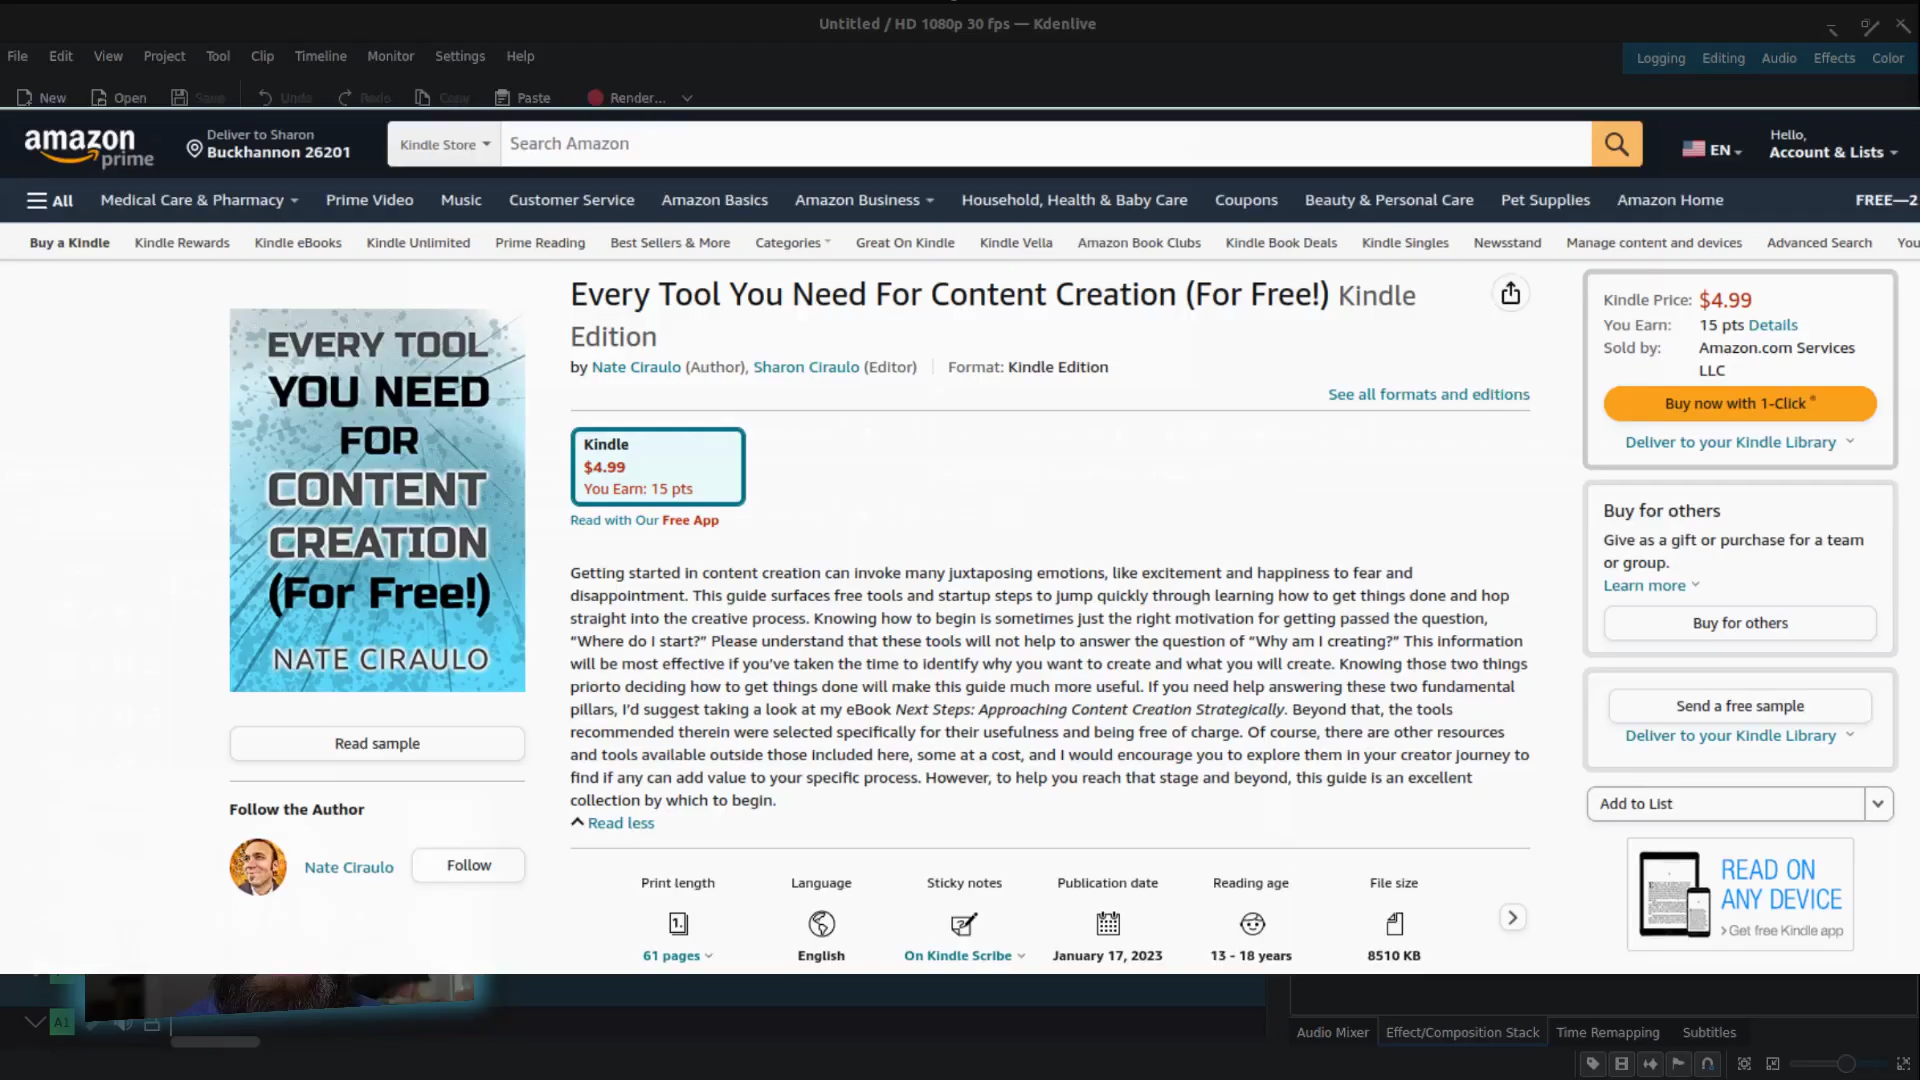 Untitled / HD 1080p 30 fps — Kdenlive
File Edit View Project Tool Clip Timeline Monitor Settings Help
Logging Editing Audio Effects Color
New Open Save Undo Redo Copy Paste Render...
amazon prime
Deliver to Sharon
Buckhannon 26201
Kindle Store
Search Amazon
EN
Hello,
Account & Lists
All Medical Care & Pharmacy Prime Video Music Customer Service Amazon Basics Amazon Business Household, Health & Baby Care Coupons Beauty & Personal Care Pet Supplies Amazon Home FREE—2
Buy a Kindle Kindle Rewards Kindle eBooks Kindle Unlimited Prime Reading Best Sellers & More Categories Great On Kindle Kindle Vella Amazon Book Clubs Kindle Book Deals Kindle Singles Newsstand Manage content and devices Advanced Search You
EVERY TOOL
YOU NEED
FOR
CONTENT
CREATION
(For Free!)
NATE CIRAULO
Read sample
Follow the Author
Nate Ciraulo
Follow
Every Tool You Need For Content Creation (For Free!) Kindle
Edition
by Nate Ciraulo (Author), Sharon Ciraulo (Editor) Format: Kindle Edition
See all formats and editions
Kindle
$4.99
You Earn: 15 pts
Read with Our Free App
Getting started in content creation can invoke many juxtaposing emotions, like excitement and happiness to fear and
disappointment. This guide surfaces free tools and startup steps to jump quickly through learning how to get things done and hop
straight into the creative process. Knowing how to begin is sometimes just the right motivation for getting passed the question,
“Where do I start?” Please understand that these tools will not help to answer the question of “Why am I creating?” This information
will be most effective if you’ve taken the time to identify why you want to create and what you will create. Knowing those two things
priorto deciding how to get things done will make this guide much more useful. If you need help answering these two fundamental
pillars, I’d suggest taking a look at my eBook Next Steps: Approaching Content Creation Strategically. Beyond that, the tools
recommended therein were selected specifically for their usefulness and being free of charge. Of course, there are other resources
and tools available outside those included here, some at a cost, and I would encourage you to explore them in your creator journey to
find if any can add value to your specific process. However, to help you reach that stage and beyond, this guide is an excellent
collection by which to begin.
Read less
Print length Language Sticky notes Publication date Reading age File size
1.
61 pages English On Kindle Scribe January 17, 2023 13 - 18 years 8510 KB
Kindle Price: $4.99
You Earn: 15 pts Details
Sold by: Amazon.com Services
LLC
Buy now with 1-Click ®
Deliver to your Kindle Library
Buy for others
Give as a gift or purchase for a team
or group.
Learn more
Buy for others
Send a free sample
Deliver to your Kindle Library
Add to List
READ ON
ANY DEVICE
Get free Kindle app
A1
Audio Mixer Effect/Composition Stack Time Remapping Subtitles